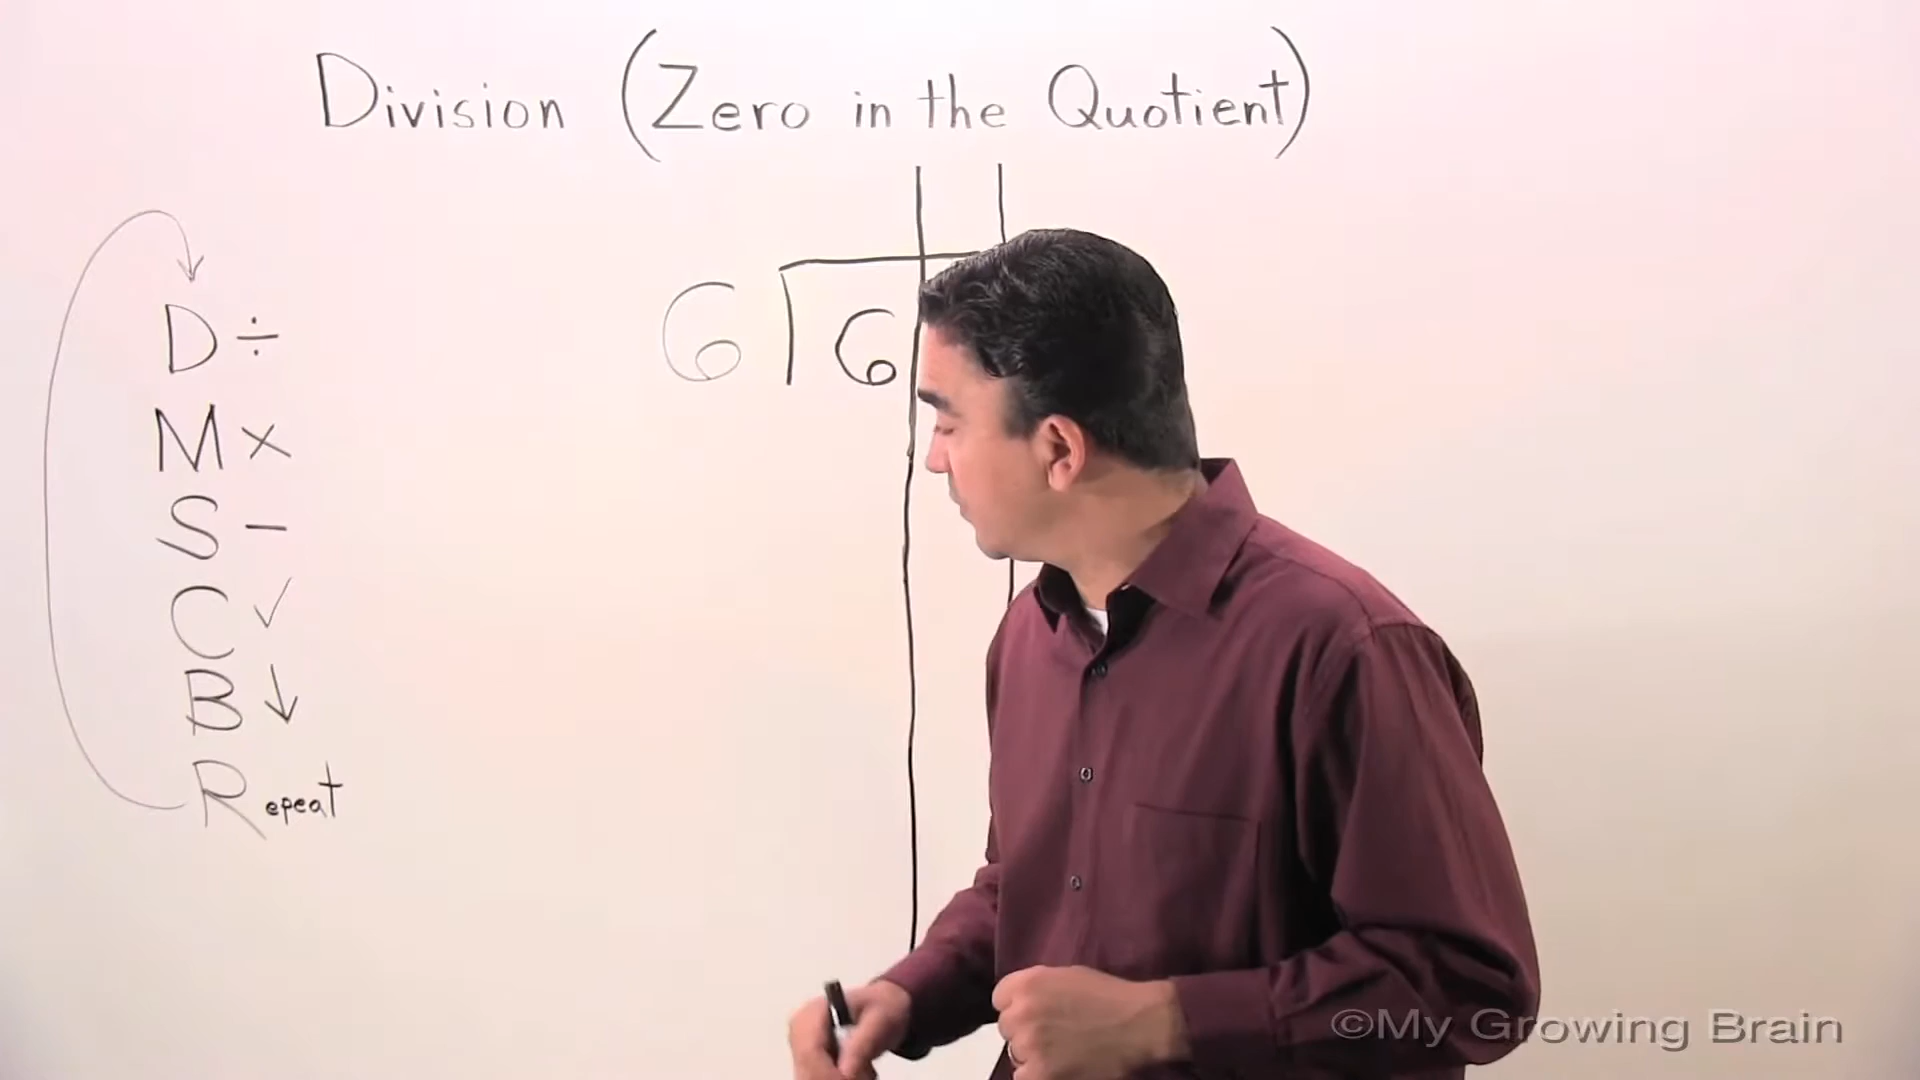 Division (Zero in the Quotient)
6 6
D ÷
M ×
S −
C ✓
B ↓
Repeat
©My Growing Brain